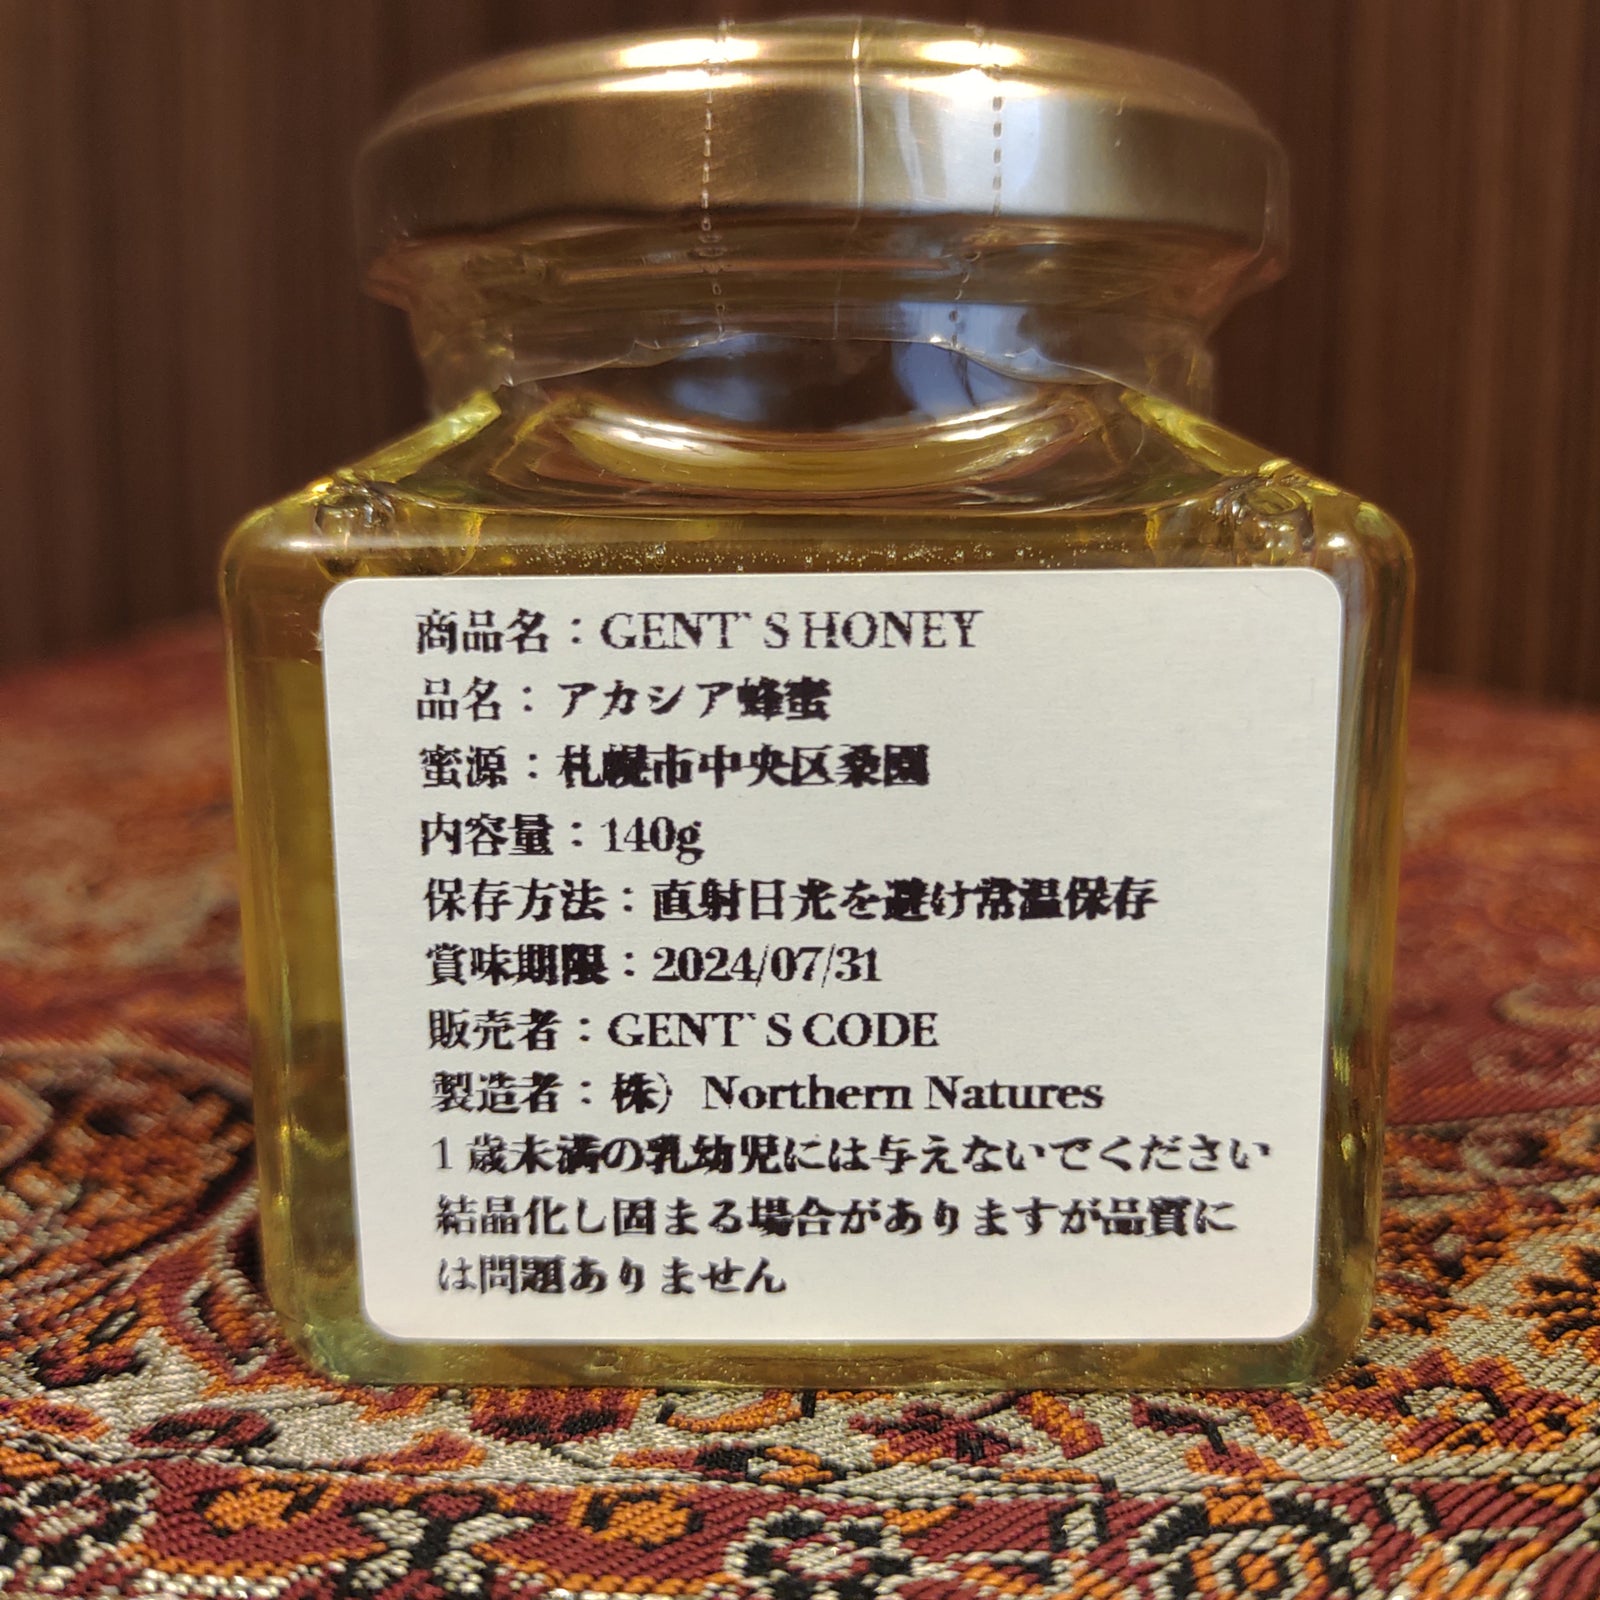 商品名：GENT`S HONEY
品名：アカシア蜂蜜
蜜源：札幌市中央区桑園
内容量：140g
保存方法：直射日光を避け常温保存
賞味期限：2024/07/31
販売者：GENT`S CODE
製造者：株）Northern Natures
1歳未満の乳幼児には与えないでください
結晶化し固まる場合がありますが品質に
は問題ありません